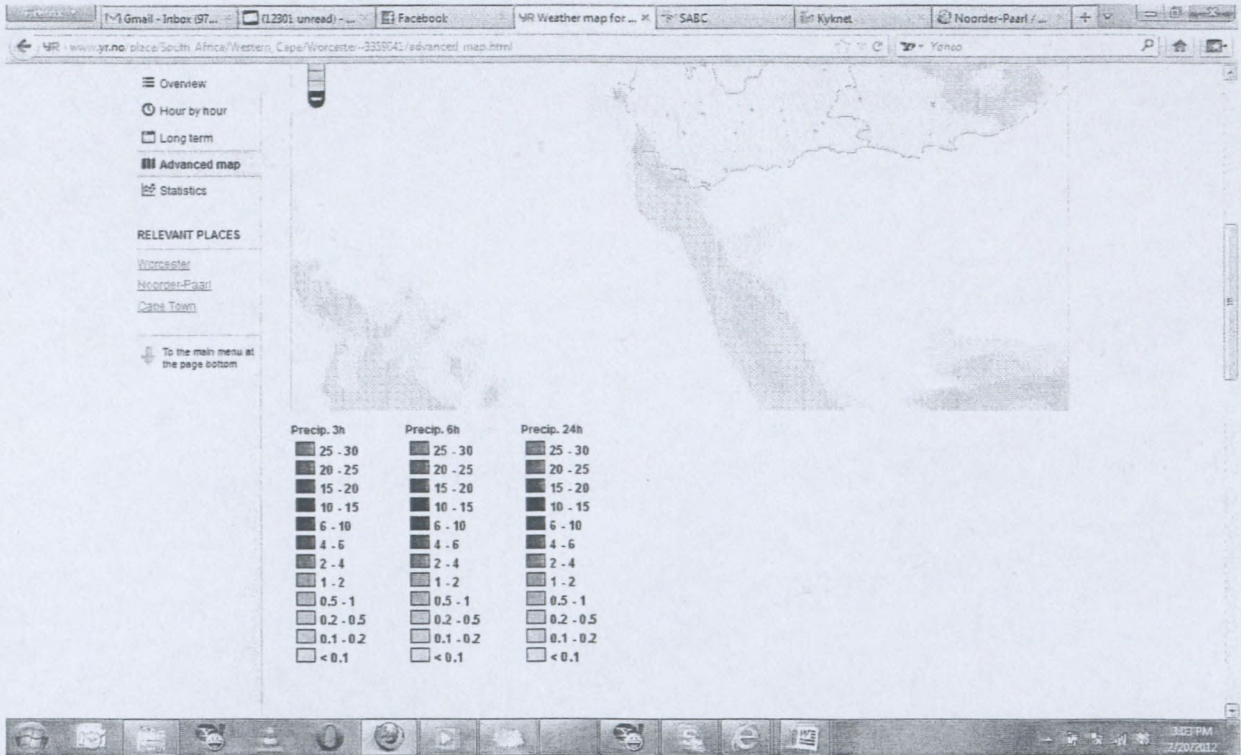 Gmail - Inbox (97...
(12301 unread) - ...
Facebook
YR Weather map for ... ×
SABC
Kyknet
Noorder-Paarl / ...
+
YR www.yr.no/place/South_Africa/Western_Cape/Worcester~3359041/advanced_map.html
Yahoo
Overview
Hour by hour
Long term
Advanced map
Statistics
RELEVANT PLACES
Worcester
Noorder-Paarl
Cape Town
To the main menu at
the page bottom
Precip. 3h Precip. 6h Precip. 24h
25 - 30 25 - 30 25 - 30
20 - 25 20 - 25 20 - 25
15 - 20 15 - 20 15 - 20
10 - 15 10 - 15 10 - 15
6 - 10 6 - 10 6 - 10
4 - 6 4 - 6 4 - 6
2 - 4 2 - 4 2 - 4
1 - 2 1 - 2 1 - 2
0.5 - 1 0.5 - 1 0.5 - 1
0.2 - 0.5 0.2 - 0.5 0.2 - 0.5
0.1 - 0.2 0.1 - 0.2 0.1 - 0.2
< 0.1 < 0.1 < 0.1
3:03 PM
7/20/2012